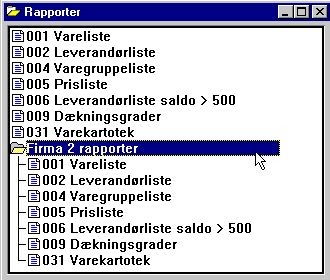 Rapporter
001 Vareliste
002 Leverandørliste
004 Varegruppeliste
005 Prisliste
006 Leverandørliste saldo > 500
009 Dækningsgrader
031 Varekartotek
Firma 2 rapporter
001 Vareliste
002 Leverandørliste
004 Varegruppeliste
005 Prisliste
006 Leverandørliste saldo > 500
009 Dækningsgrader
031 Varekartotek